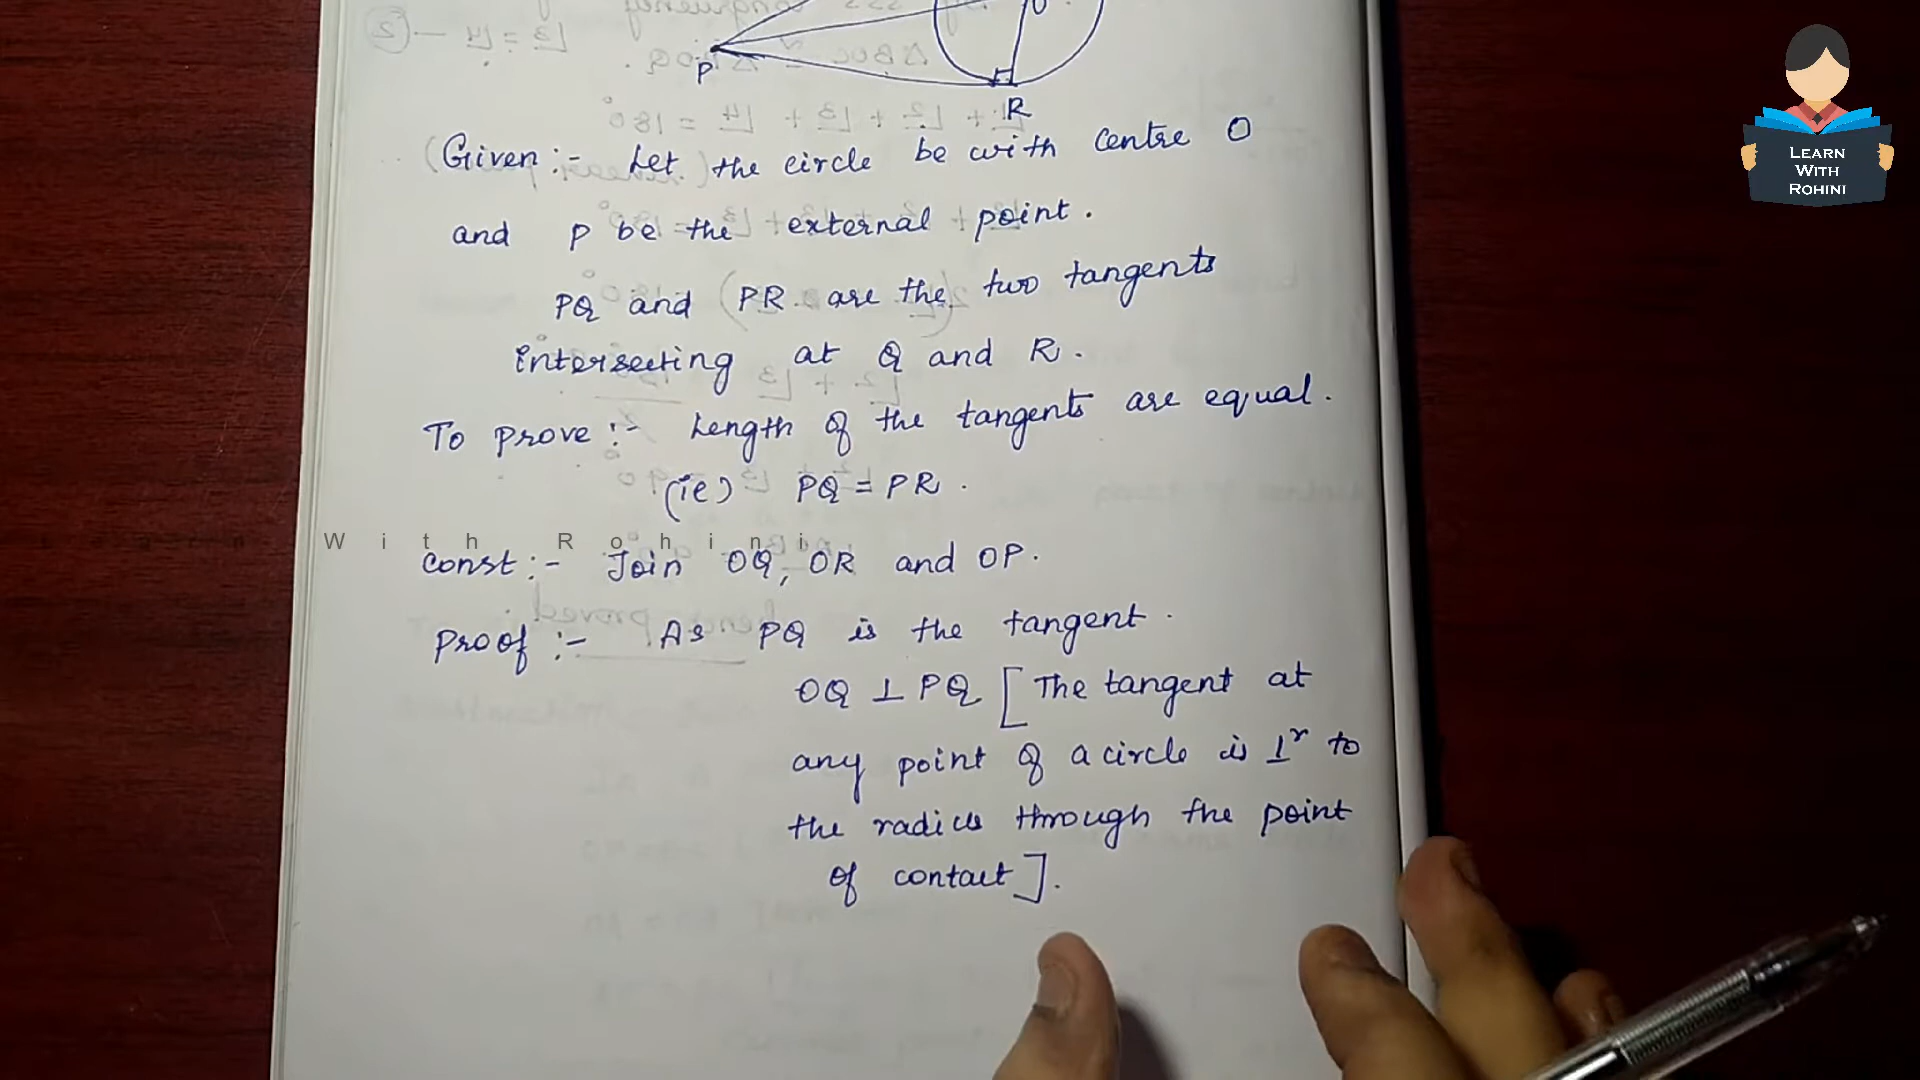 P
R
Given :- Let the circle be with centre O
and P be the external point.
PQ and PR are the two tangents
intersecting at Q and R.
To prove :- Length of the tangents are equal.
(ie) PQ = PR.
Const :- Join OQ, OR and OP.
Proof :- As PQ is the tangent.
OQ ⊥ PQ [The tangent at
any point of a circle is ⊥r to
the radius through the point
of contact].
Learn With Rohini
LEARN
WITH
ROHINI